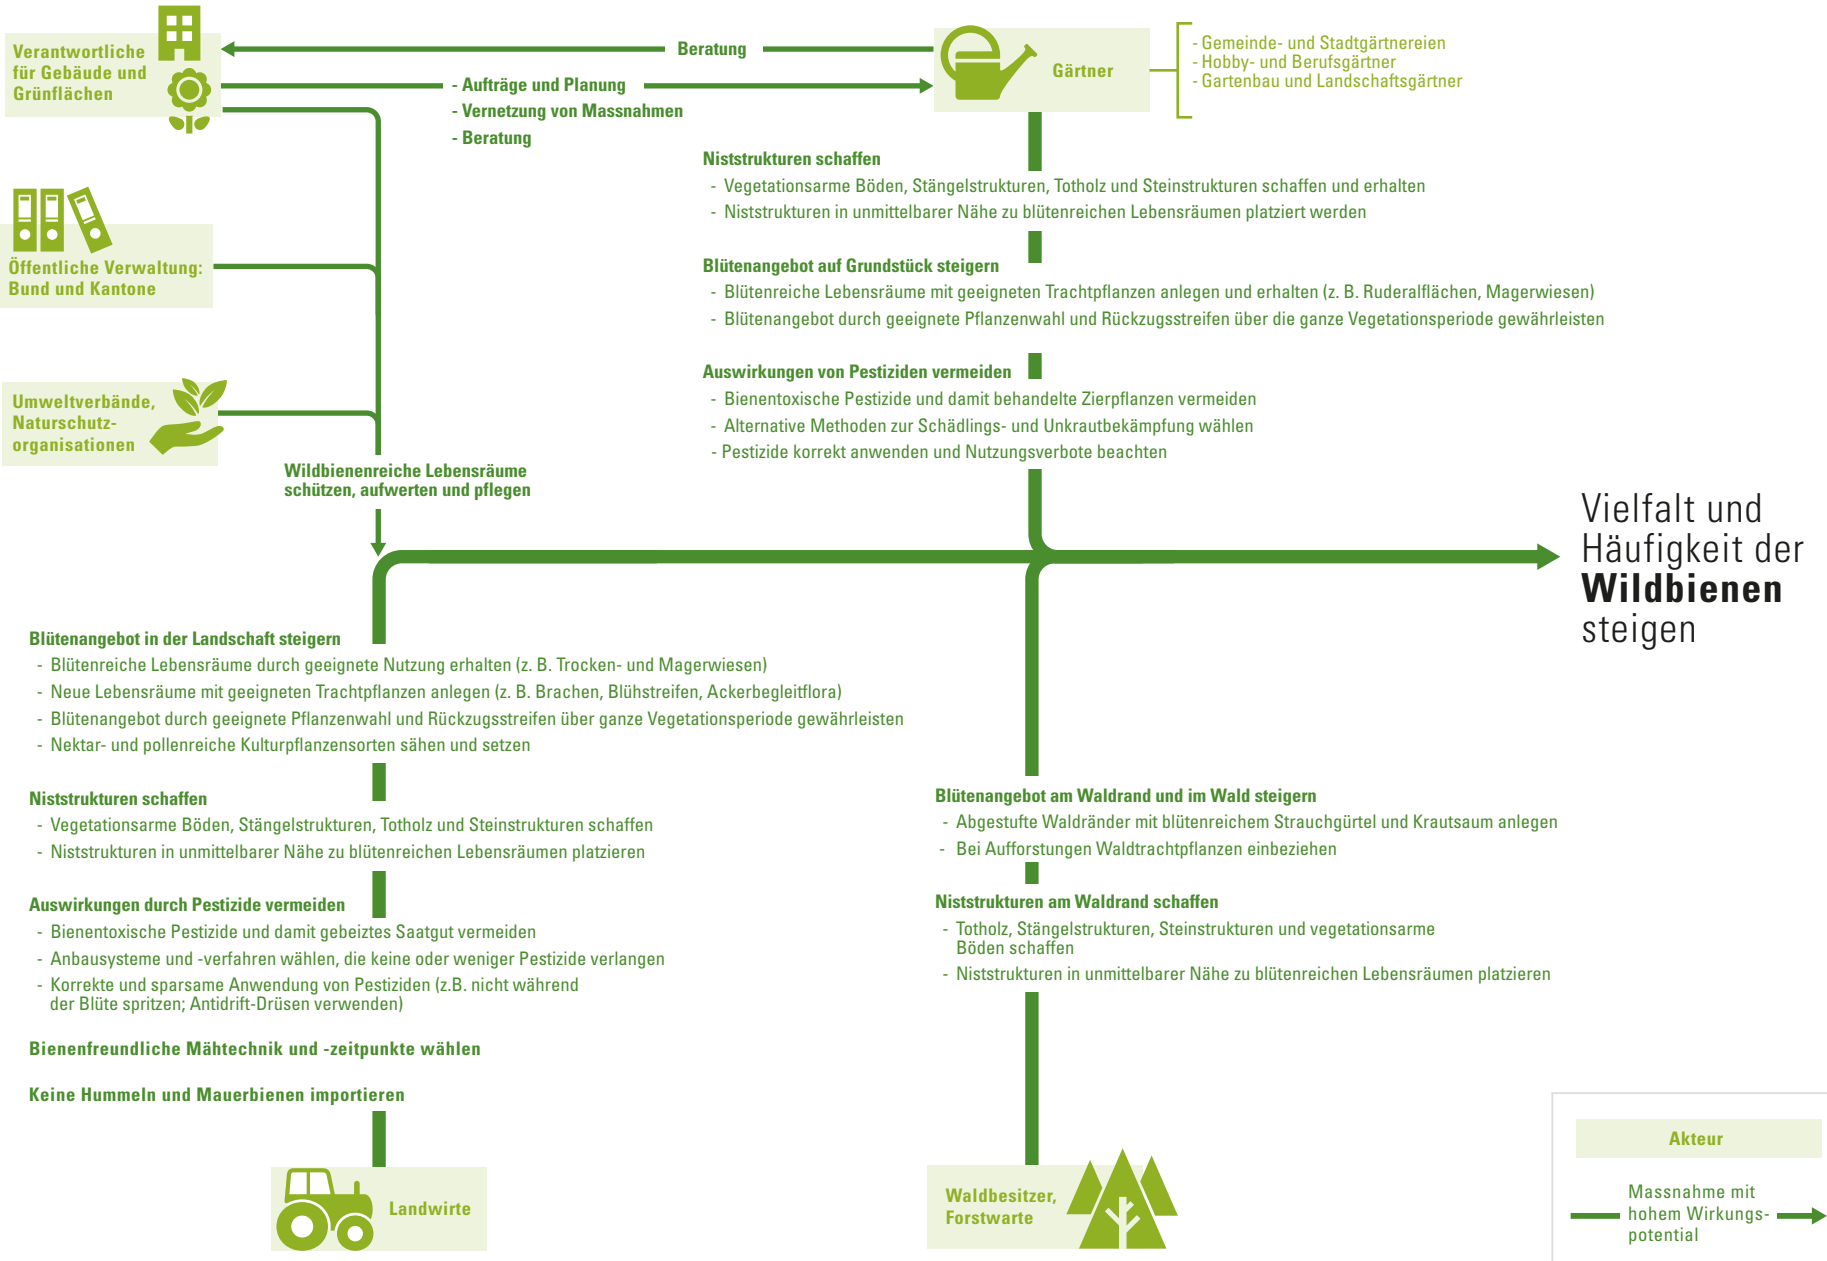 Verantwortliche
für Gebäude und
Grünflächen
Beratung
- Aufträge und Planung
- Vernetzung von Massnahmen
- Beratung
Gärtner
- Gemeinde- und Stadtgärtnereien
- Hobby- und Berufsgärtner
- Gartenbau und Landschaftsgärtner
Öffentliche Verwaltung:
Bund und Kantone
Umweltverbände,
Naturschutz-
organisationen
Wildbienenreiche Lebensräume
schützen, aufwerten und pflegen
Niststrukturen schaffen
- Vegetationsarme Böden, Stängelstrukturen, Totholz und Steinstrukturen schaffen und erhalten
- Niststrukturen in unmittelbarer Nähe zu blütenreichen Lebensräumen platziert werden
Blütenangebot auf Grundstück steigern
- Blütenreiche Lebensräume mit geeigneten Trachtpflanzen anlegen und erhalten (z. B. Ruderalflächen, Magerwiesen)
- Blütenangebot durch geeignete Pflanzenwahl und Rückzugsstreifen über die ganze Vegetationsperiode gewährleisten
Auswirkungen von Pestiziden vermeiden
- Bienentoxische Pestizide und damit behandelte Zierpflanzen vermeiden
- Alternative Methoden zur Schädlings- und Unkrautbekämpfung wählen
- Pestizide korrekt anwenden und Nutzungsverbote beachten
Vielfalt und
Häufigkeit der
Wildbienen
steigen
Blütenangebot in der Landschaft steigern
- Blütenreiche Lebensräume durch geeignete Nutzung erhalten (z. B. Trocken- und Magerwiesen)
- Neue Lebensräume mit geeigneten Trachtpflanzen anlegen (z. B. Brachen, Blühstreifen, Ackerbegleitflora)
- Blütenangebot durch geeignete Pflanzenwahl und Rückzugsstreifen über ganze Vegetationsperiode gewährleisten
- Nektar- und pollenreiche Kulturpflanzensorten sähen und setzen
Niststrukturen schaffen
- Vegetationsarme Böden, Stängelstrukturen, Totholz und Steinstrukturen schaffen
- Niststrukturen in unmittelbarer Nähe zu blütenreichen Lebensräumen platzieren
Auswirkungen durch Pestizide vermeiden
- Bienentoxische Pestizide und damit gebeiztes Saatgut vermeiden
- Anbausysteme und -verfahren wählen, die keine oder weniger Pestizide verlangen
- Korrekte und sparsame Anwendung von Pestiziden (z.B. nicht während
der Blüte spritzen; Antidrift-Drüsen verwenden)
Bienenfreundliche Mähtechnik und -zeitpunkte wählen
Keine Hummeln und Mauerbienen importieren
Landwirte
Blütenangebot am Waldrand und im Wald steigern
- Abgestufte Waldränder mit blütenreichem Strauchgürtel und Krautsaum anlegen
- Bei Aufforstungen Waldtrachtpflanzen einbeziehen
Niststrukturen am Waldrand schaffen
- Totholz, Stängelstrukturen, Steinstrukturen und vegetationsarme
Böden schaffen
- Niststrukturen in unmittelbarer Nähe zu blütenreichen Lebensräumen platzieren
Waldbesitzer,
Forstwarte
Akteur
Massnahme mit
hohem Wirkungs-
potential